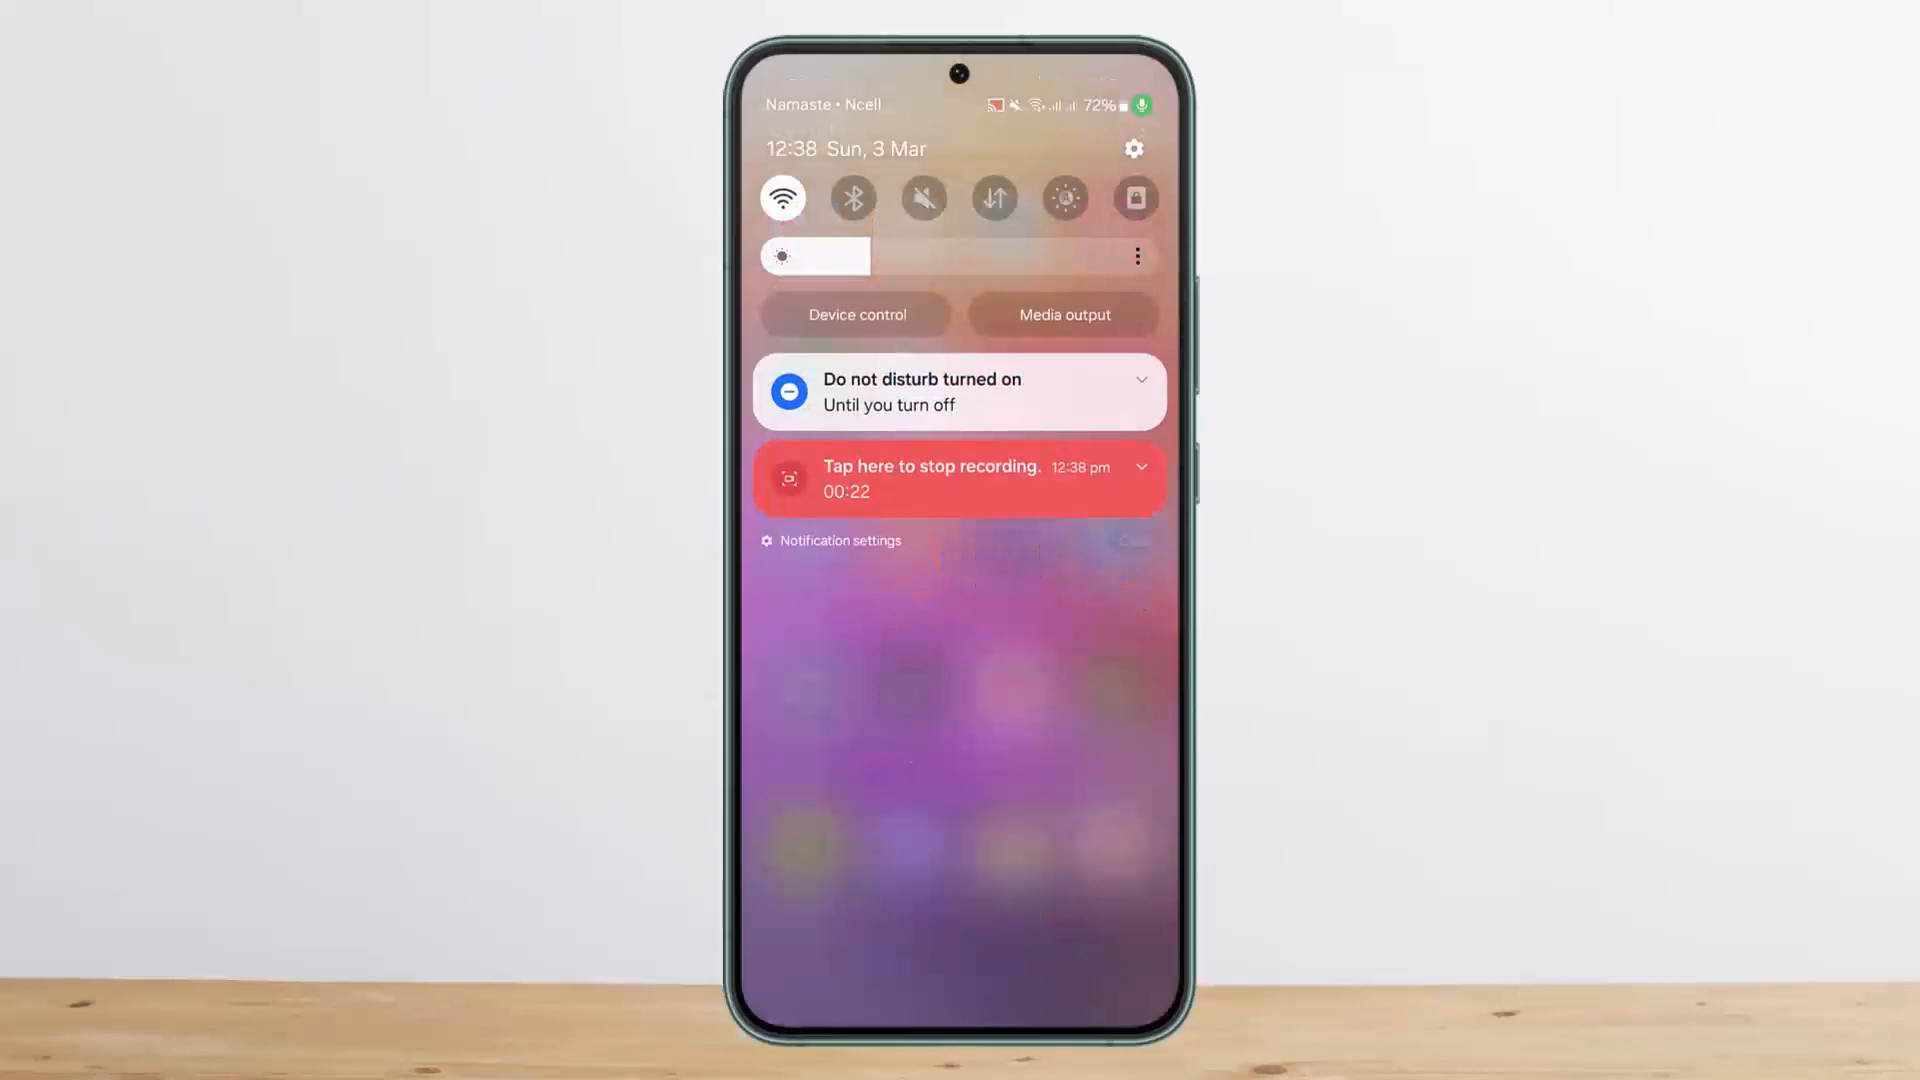 Namaste • Ncell
72%
12:38 Sun, 3 Mar
Device control
Media output
Do not disturb turned on
Until you turn off
Tap here to stop recording. 12:38 pm
00:22
Notification settings